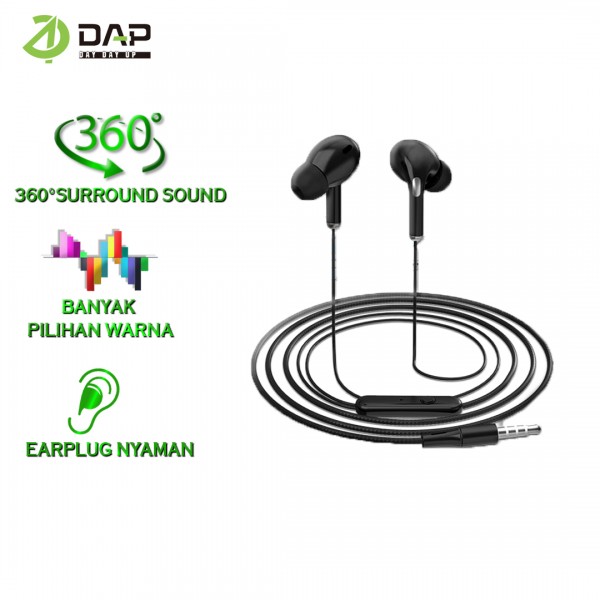 DAP
DAY DAY UP
360°
360°SURROUND SOUND
BANYAK
PILIHAN WARNA
EARPLUG NYAMAN